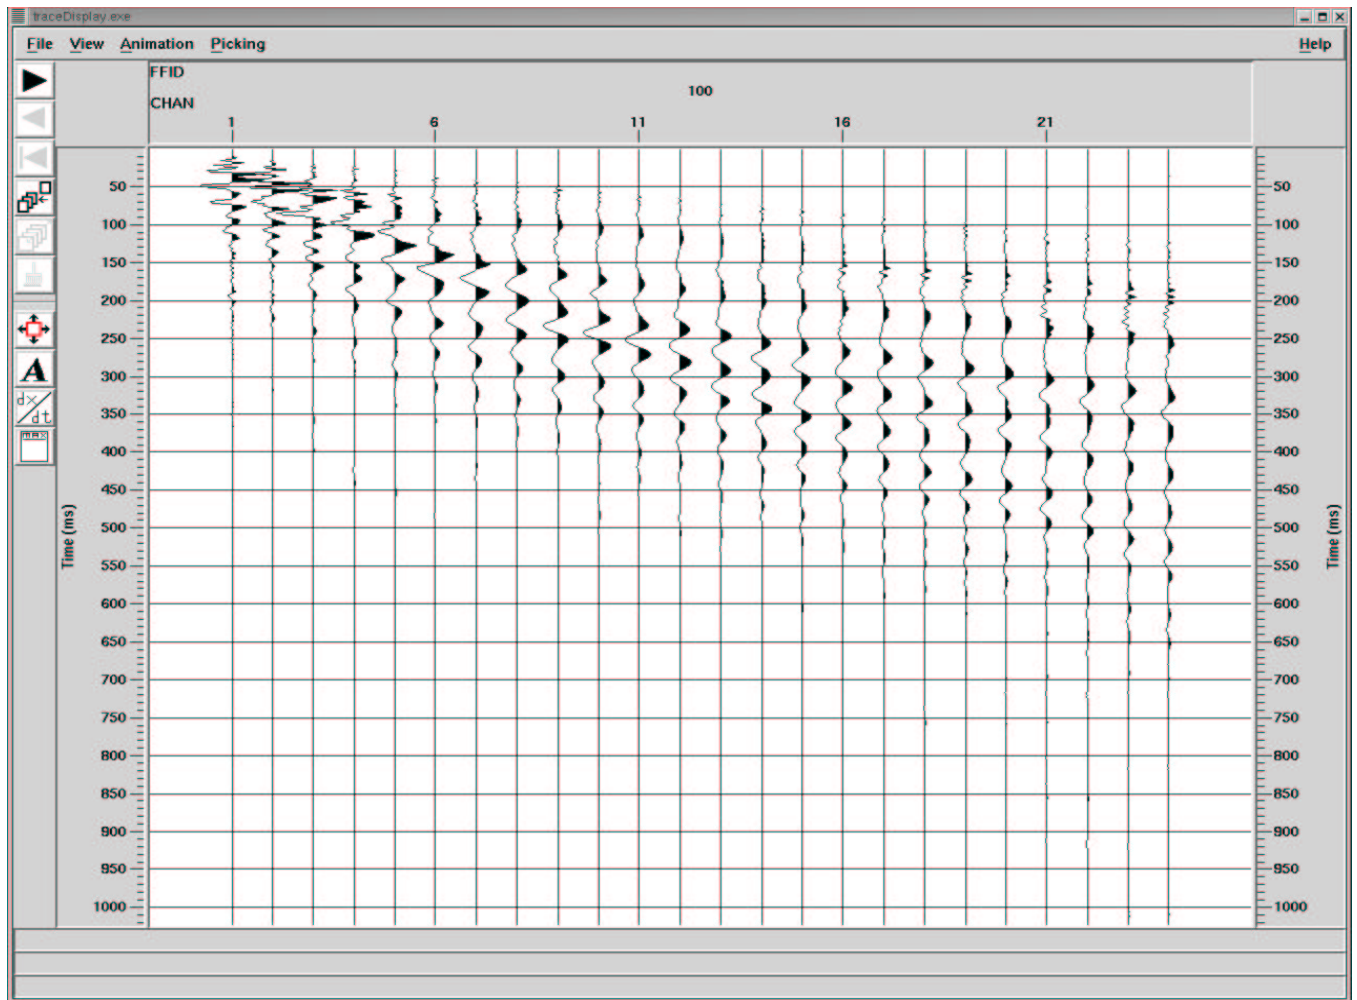 traceDisplay.exe
File View Animation Picking Help
FFID
100
CHAN
1 6 11 16 21
50 50
100 100
150 150
200 200
250 250
300 300
350 350
400 400
450 450
500 500
550 550
600 600
650 650
700 700
750 750
800 800
850 850
900 900
950 950
1000 1000
Time (ms) Time (ms)
A
dx/dt
max